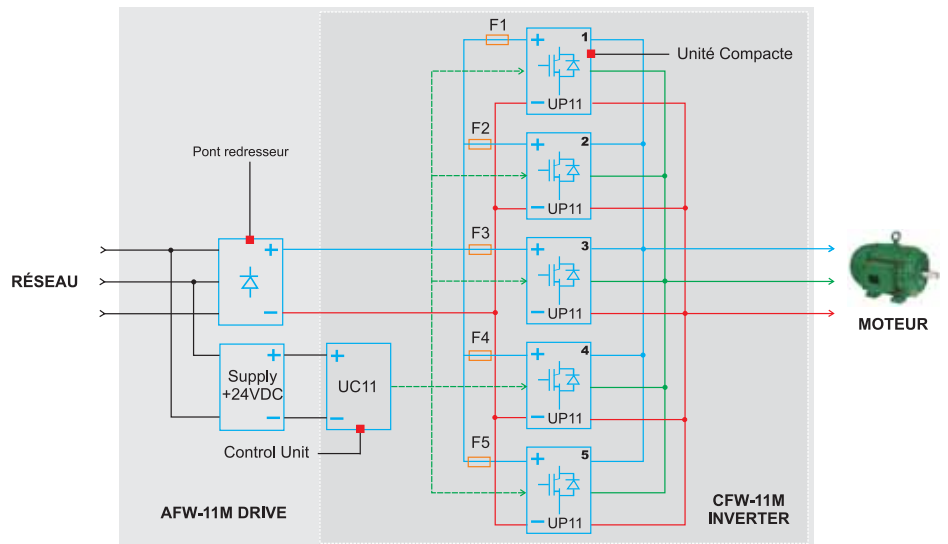 F1
+
1
Unité Compacte
−
UP11
F2
+
2
−
UP11
Pont redresseur
F3
+
3
−
UP11
RÉSEAU
+
−
MOTEUR
F4
+
4
−
UP11
Supply
+24VDC
+
−
+
UC11
−
Control Unit
F5
+
5
−
UP11
AFW-11M DRIVE
CFW-11M
INVERTER